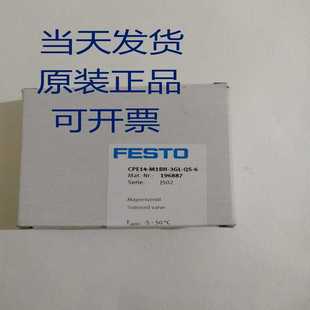 当天发货
原装正品
可开票
FESTO
CPE14-M1BH-3GL-QS-6
Mat. Nr. 196887
Serie. JS02
Magnetventil
Solenoid valve
-5 - 50 °C